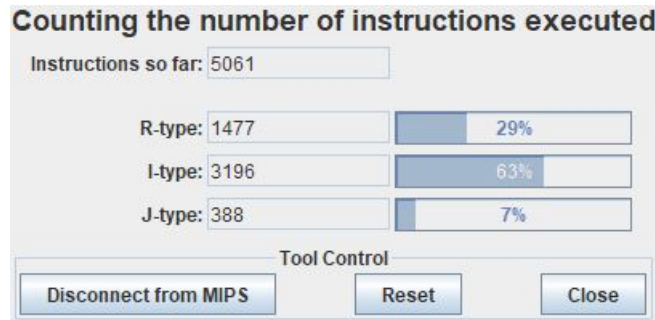 Counting the number of instructions executed
Instructions so far: 5061
R-type: 1477 29%
I-type: 3196 63%
J-type: 388 7%
Tool Control
Disconnect from MIPS Reset Close